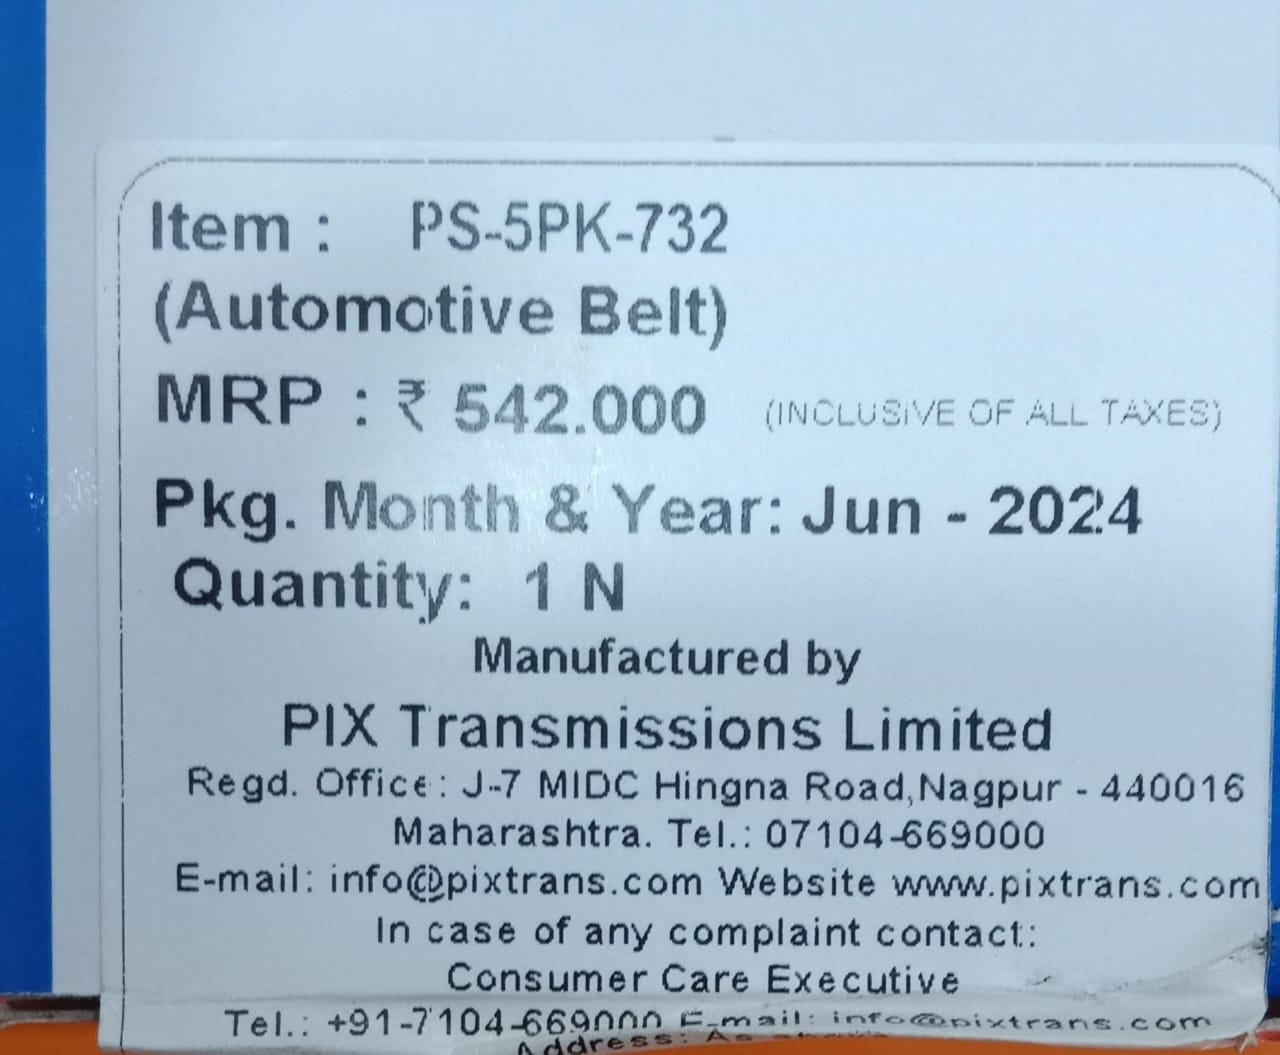 Item : PS-5PK-732
(Automotive Belt)
MRP : ₹ 542.000 (INCLUSIVE OF ALL TAXES)
Pkg. Month & Year: Jun - 2024
Quantity: 1 N
Manufactured by
PIX Transmissions Limited
Regd. Office: J-7 MIDC Hingna Road,Nagpur - 440016
Maharashtra. Tel.: 07104-669000
E-mail: info@pixtrans.com Website www.pixtrans.com
In case of any complaint contact:
Consumer Care Executive
Tel.: +91-7104-669000 E-mail: info@pixtrans.com
Address: As above